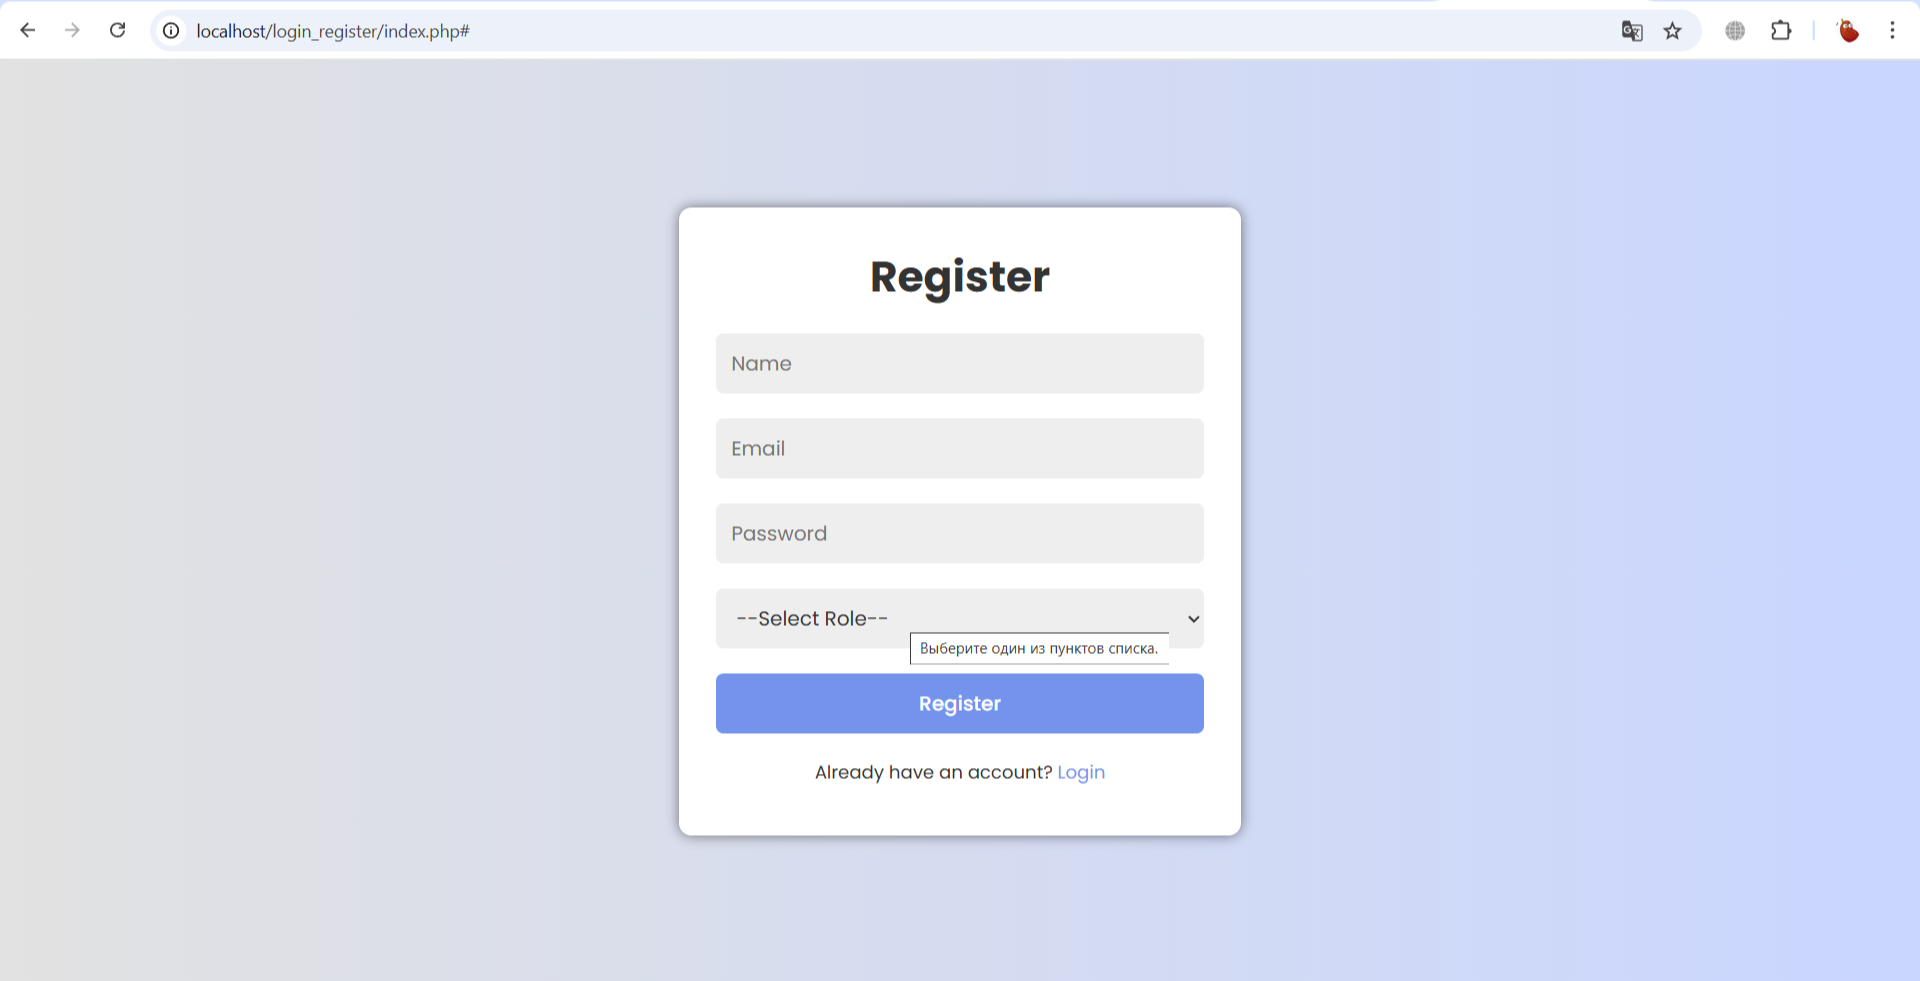 localhost/login_register/index.php#
Register
Name
Email
Password
--Select Role--
Выберите один из пунктов списка.
Register
Already have an account? Login